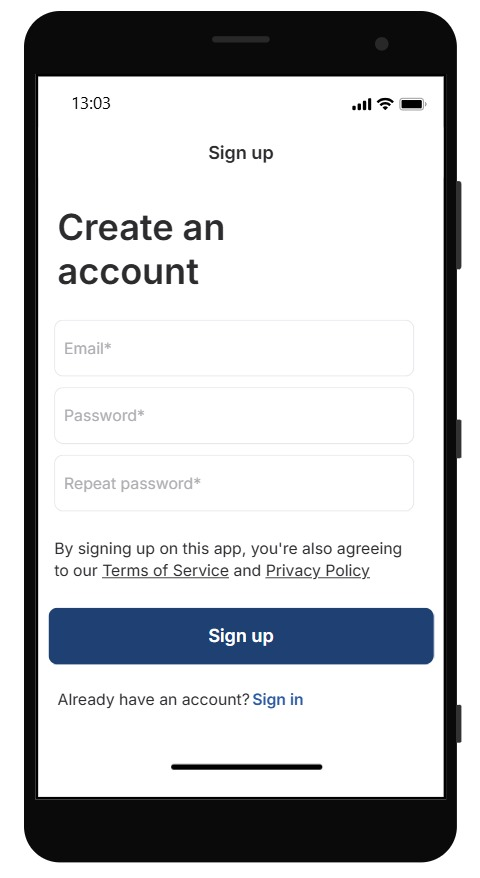 13:03
Sign up
Create an
account
Email*
Password*
Repeat password*
By signing up on this app, you're also agreeing
to our Terms of Service and Privacy Policy
Sign up
Already have an account? Sign in